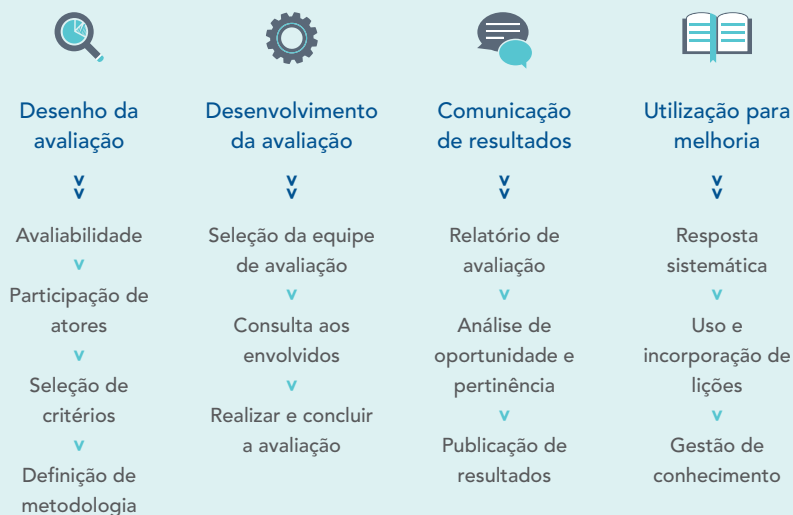 Desenho da
avaliação
Avaliabilidade
Participação de
atores
Seleção de
critérios
Definição de
metodologia
Desenvolvimento
da avaliação
Seleção da equipe
de avaliação
Consulta aos
envolvidos
Realizar e concluir
a avaliação
Comunicação
de resultados
Relatório de
avaliação
Análise de
oportunidade e
pertinência
Publicação de
resultados
Utilização para
melhoria
Resposta
sistemática
Uso e
incorporação de
lições
Gestão de
conhecimento